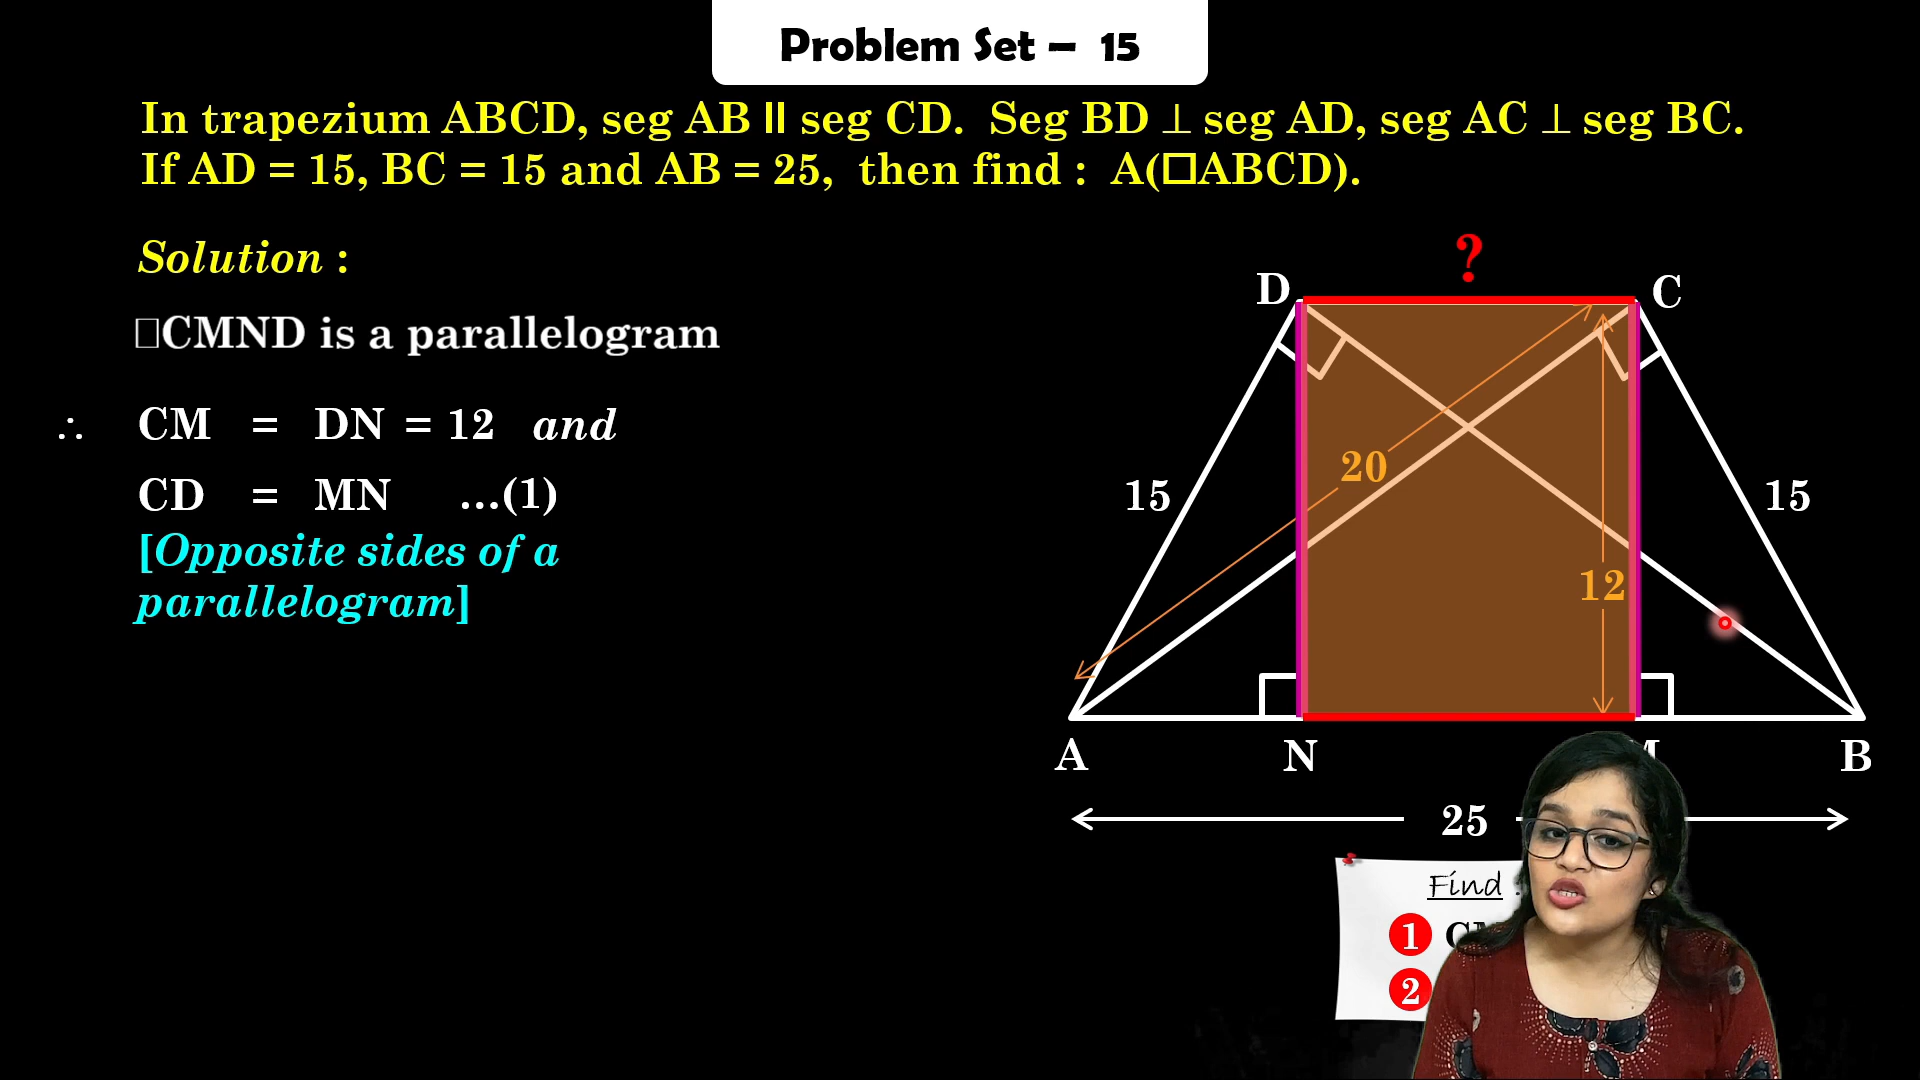 Problem Set – 15
In trapezium ABCD, seg AB || seg CD. Seg BD ⊥ seg AD, seg AC ⊥ seg BC.
If AD = 15, BC = 15 and AB = 25, then find : A(□ABCD).
Solution :
□CMND is a parallelogram
∴ CM = DN = 12 and
CD = MN ...(1)
[Opposite sides of a
parallelogram]
?
D C
20
15 15
12
A N B
25
Find :
1
2